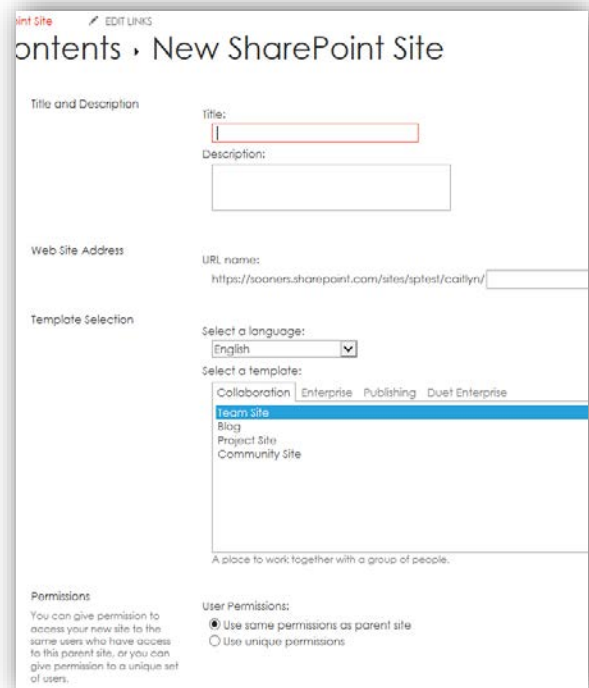 int Site EDIT LINKS
ontents ▸ New SharePoint Site
Title and Description
Title:
Description:
Web Site Address
URL name:
https://sooners.sharepoint.com/sites/sptest/caitlyn/
Template Selection
Select a language:
English
Select a template:
Collaboration Enterprise Publishing Duet Enterprise
Team Site
Blog
Project Site
Community Site
A place to work together with a group of people.
Permissions
You can give permission to
access your new site to the
same users who have access
to this parent site, or you can
give permission to a unique set
of users.
User Permissions:
Use same permissions as parent site
Use unique permissions